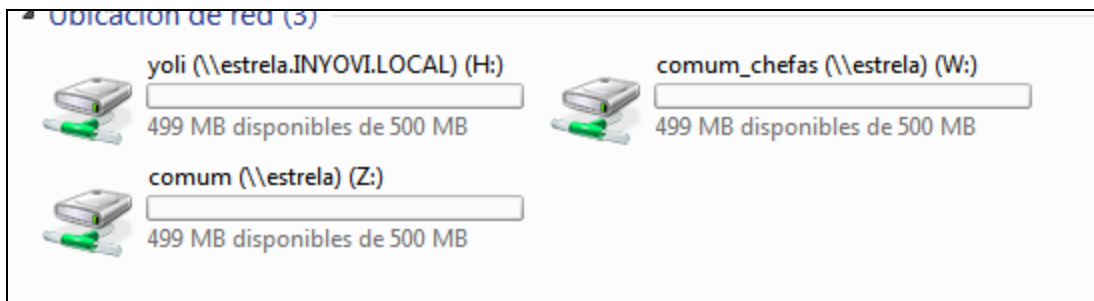 Ubicación de red (3)
yoli (\\estrela.INYOVI.LOCAL) (H:)
499 MB disponibles de 500 MB
comum_chefas (\\estrela) (W:)
499 MB disponibles de 500 MB
comum (\\estrela) (Z:)
499 MB disponibles de 500 MB